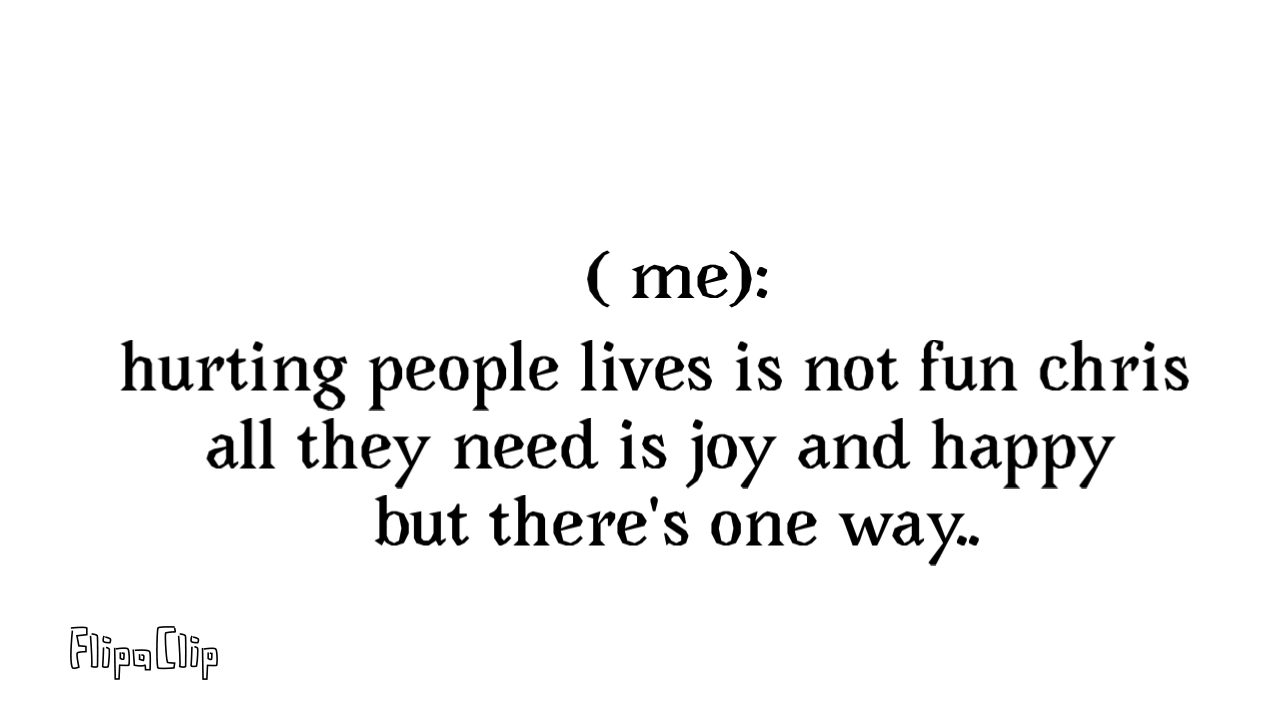 ( me):
hurting people lives is not fun chris
all they need is joy and happy
but there's one way..
FlipaClip